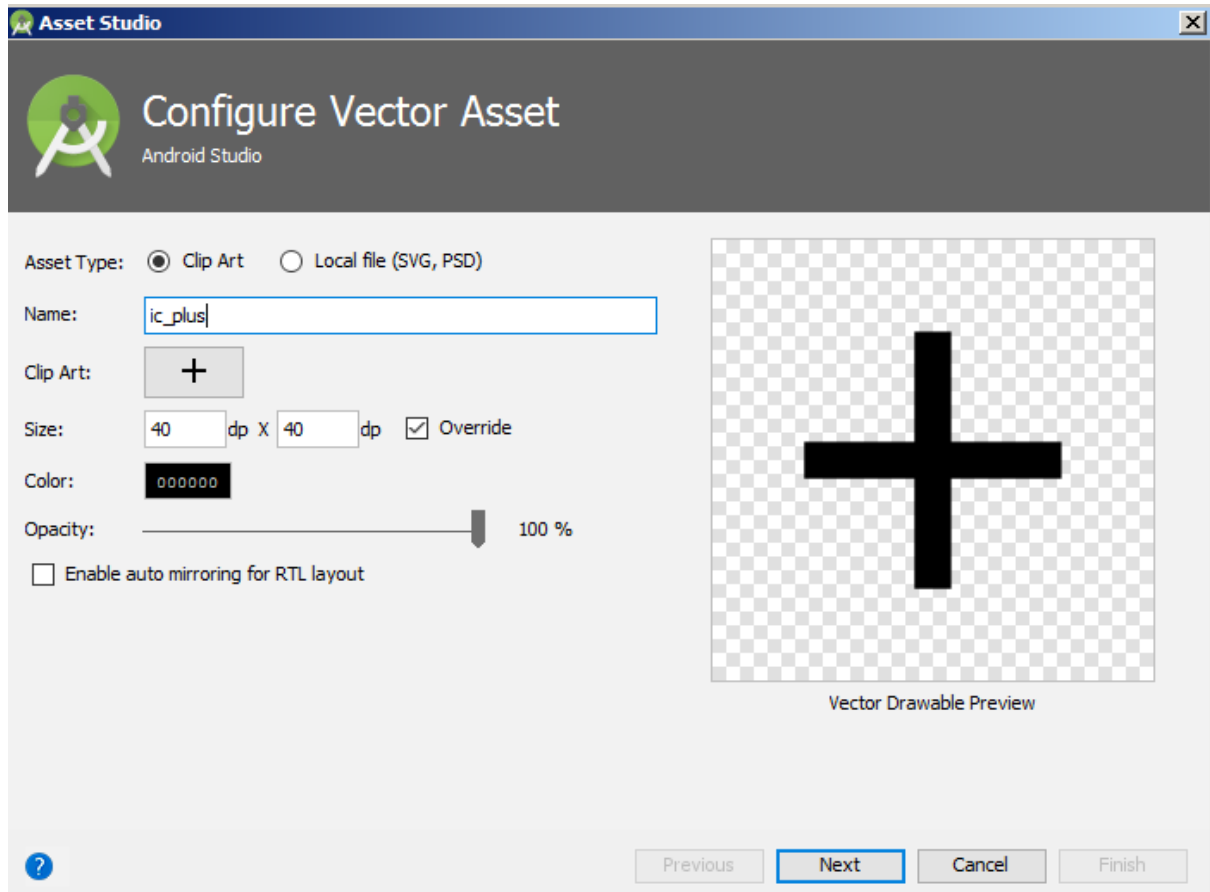 Asset Studio
Configure Vector Asset
Android Studio
Asset Type: Clip Art Local file (SVG, PSD)
Name: ic_plus
Clip Art:
Size: 40 dp X 40 dp Override
Color: 000000
Opacity: 100 %
Enable auto mirroring for RTL layout
Vector Drawable Preview
? Previous Next Cancel Finish